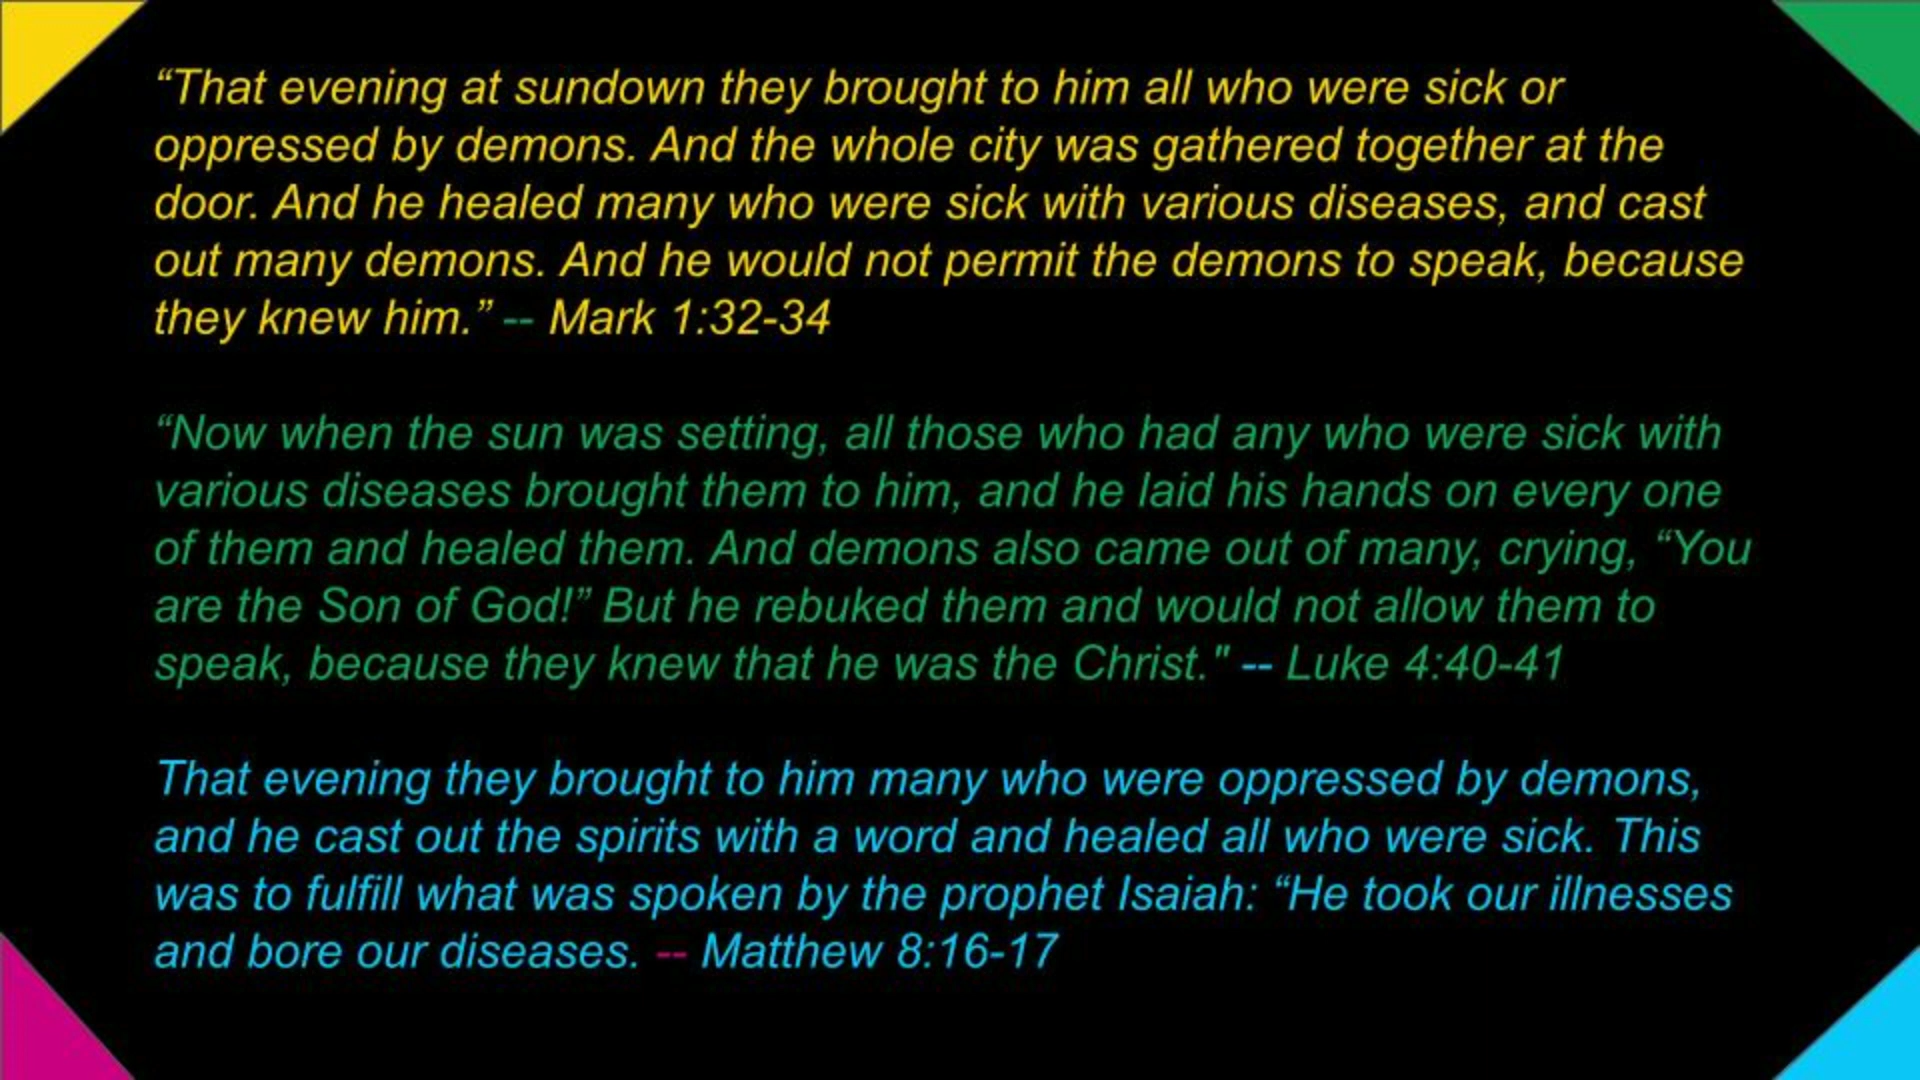 “That evening at sundown they brought to him all who were sick or
oppressed by demons. And the whole city was gathered together at the
door. And he healed many who were sick with various diseases, and cast
out many demons. And he would not permit the demons to speak, because
they knew him.” -- Mark 1:32-34
“Now when the sun was setting, all those who had any who were sick with
various diseases brought them to him, and he laid his hands on every one
of them and healed them. And demons also came out of many, crying, “You
are the Son of God!” But he rebuked them and would not allow them to
speak, because they knew that he was the Christ." -- Luke 4:40-41
That evening they brought to him many who were oppressed by demons,
and he cast out the spirits with a word and healed all who were sick. This
was to fulfill what was spoken by the prophet Isaiah: “He took our illnesses
and bore our diseases. -- Matthew 8:16-17